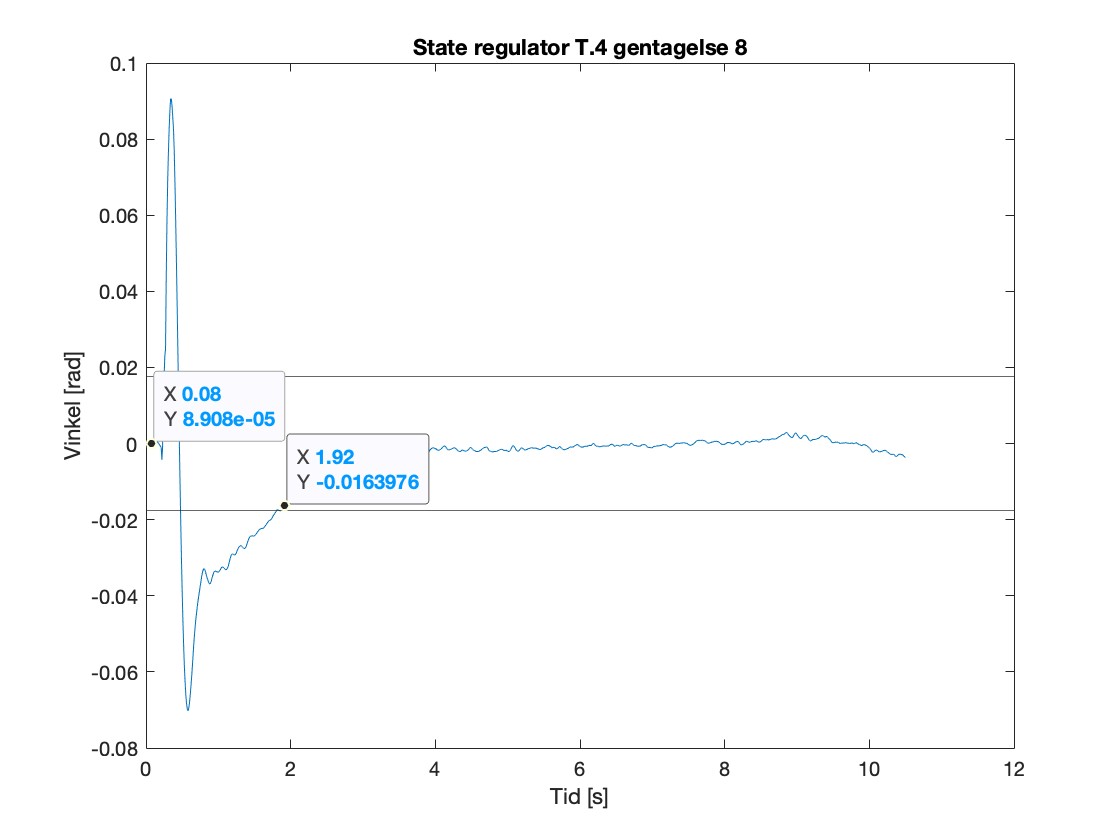 State regulator T.4 gentagelse 8
0.1
0.08
0.06
0.04
0.02
0
-0.02
-0.04
-0.06
-0.08
Vinkel [rad]
X 0.08
Y 8.908e-05
X 1.92
Y -0.0163976
0 2 4 6 8 10 12
Tid [s]